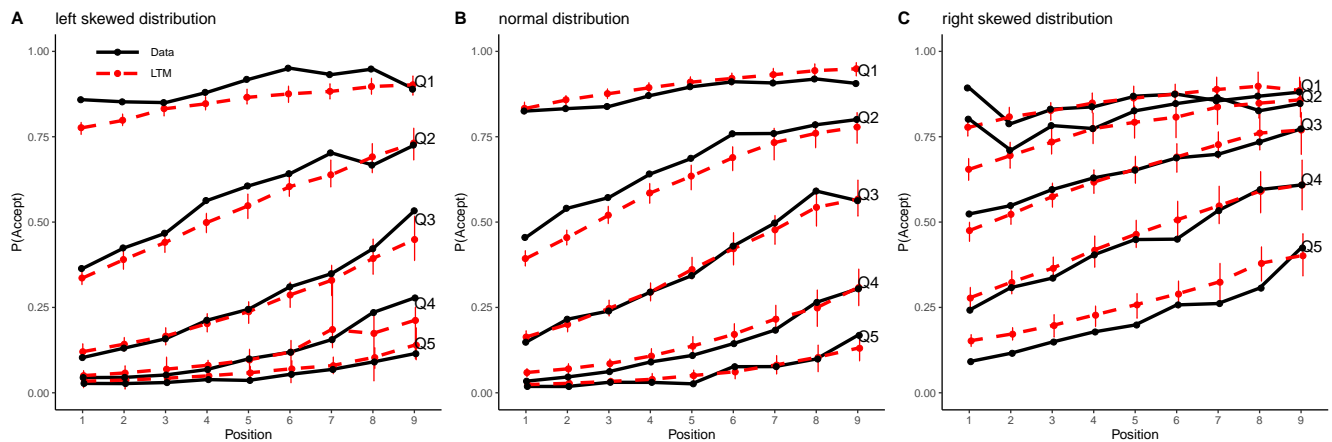 A left skewed distribution
1.00
0.75
0.50
0.25
0.00
P(Accept)
Data
LTM
Q1
Q2
Q3
Q4
Q5
1 2 3 4 5 6 7 8 9
Position
B normal distribution
1.00
0.75
0.50
0.25
0.00
P(Accept)
Q1
Q2
Q3
Q4
Q5
1 2 3 4 5 6 7 8 9
Position
C right skewed distribution
1.00
0.75
0.50
0.25
0.00
P(Accept)
Q1
Q2
Q3
Q4
Q5
1 2 3 4 5 6 7 8 9
Position